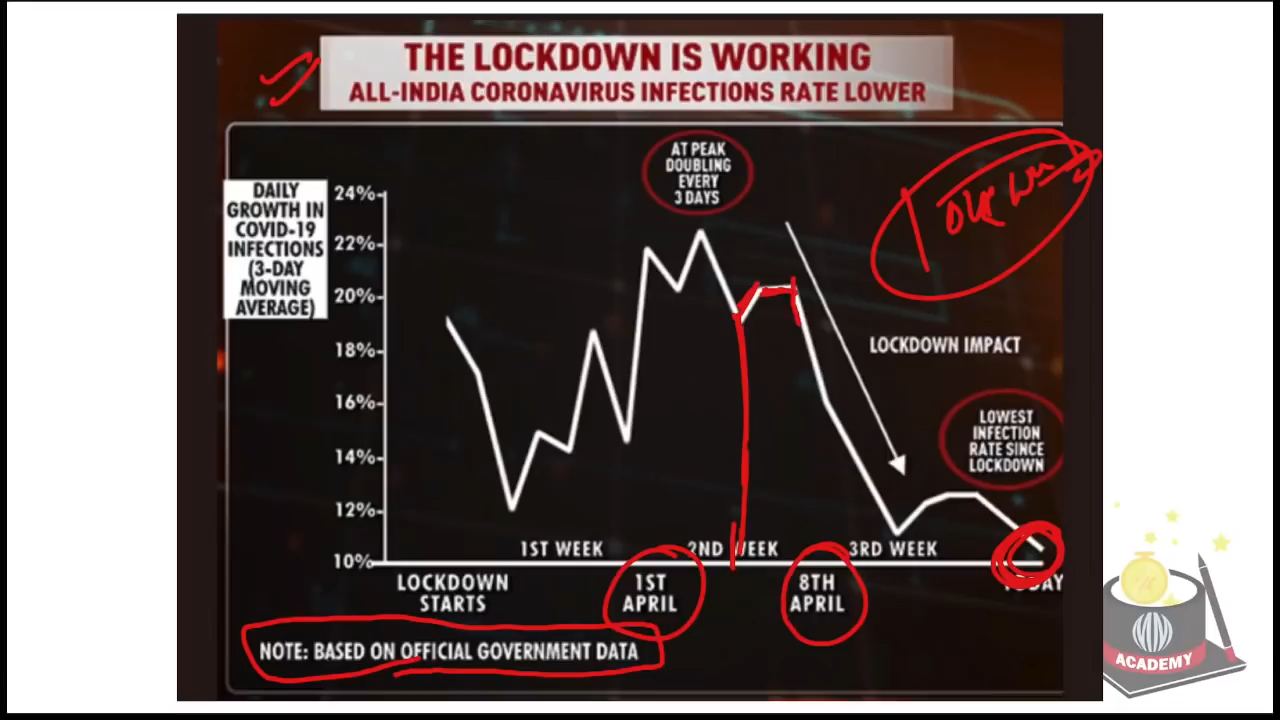 THE LOCKDOWN IS WORKING
ALL-INDIA CORONAVIRUS INFECTIONS RATE LOWER
AT PEAK
DOUBLING
EVERY
3 DAYS
DAILY
GROWTH IN
COVID-19
INFECTIONS
(3-DAY
MOVING
AVERAGE)
24%
22%
20%
18%
16%
14%
12%
10%
LOCKDOWN IMPACT
LOWEST
INFECTION
RATE SINCE
LOCKDOWN
1ST WEEK
2ND WEEK
3RD WEEK
LOCKDOWN
STARTS
1ST
APRIL
8TH
APRIL
TODAY
NOTE: BASED ON OFFICIAL GOVERNMENT DATA
ACADEMY